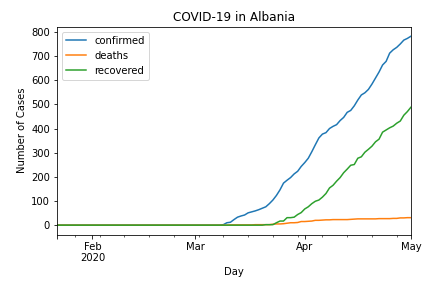 COVID-19 in Albania
confirmed
deaths
recovered
Number of Cases
800
700
600
500
400
300
200
100
0
Feb
2020
Mar
Apr
May
Day